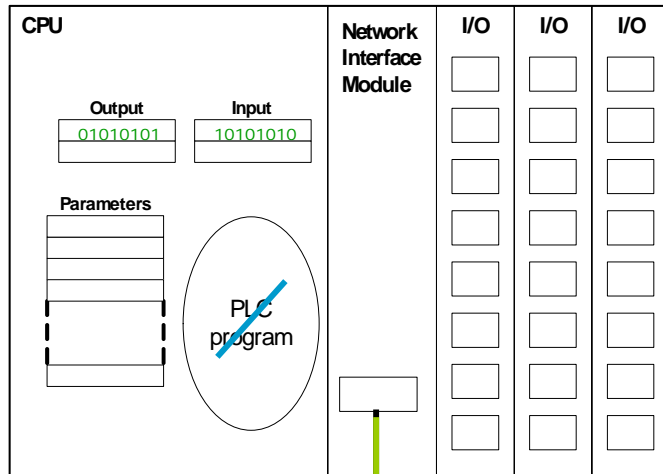 CPU
Output
Input
01010101
10101010
Parameters
PLC
program
Network
Interface
Module
I/O
I/O
I/O